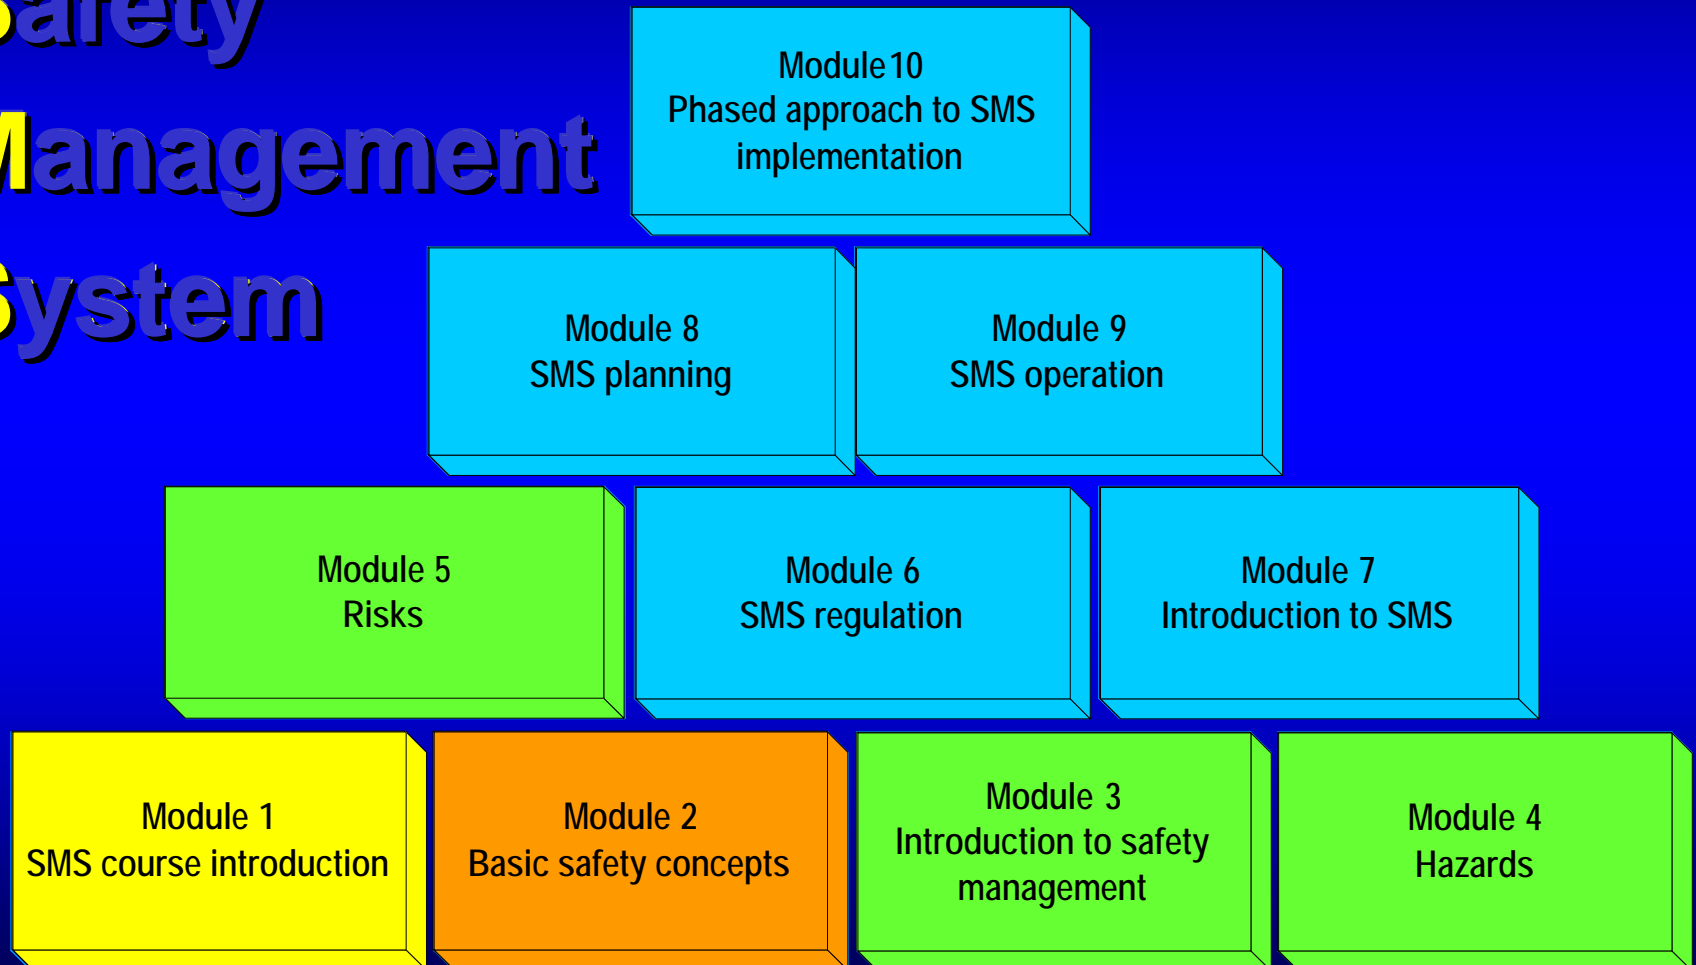 Safety
Management
System
Module10
Phased approach to SMS
implementation
Module 8
SMS planning
Module 9
SMS operation
Module 5
Risks
Module 6
SMS regulation
Module 7
Introduction to SMS
Module 1
SMS course introduction
Module 2
Basic safety concepts
Module 3
Introduction to safety
management
Module 4
Hazards